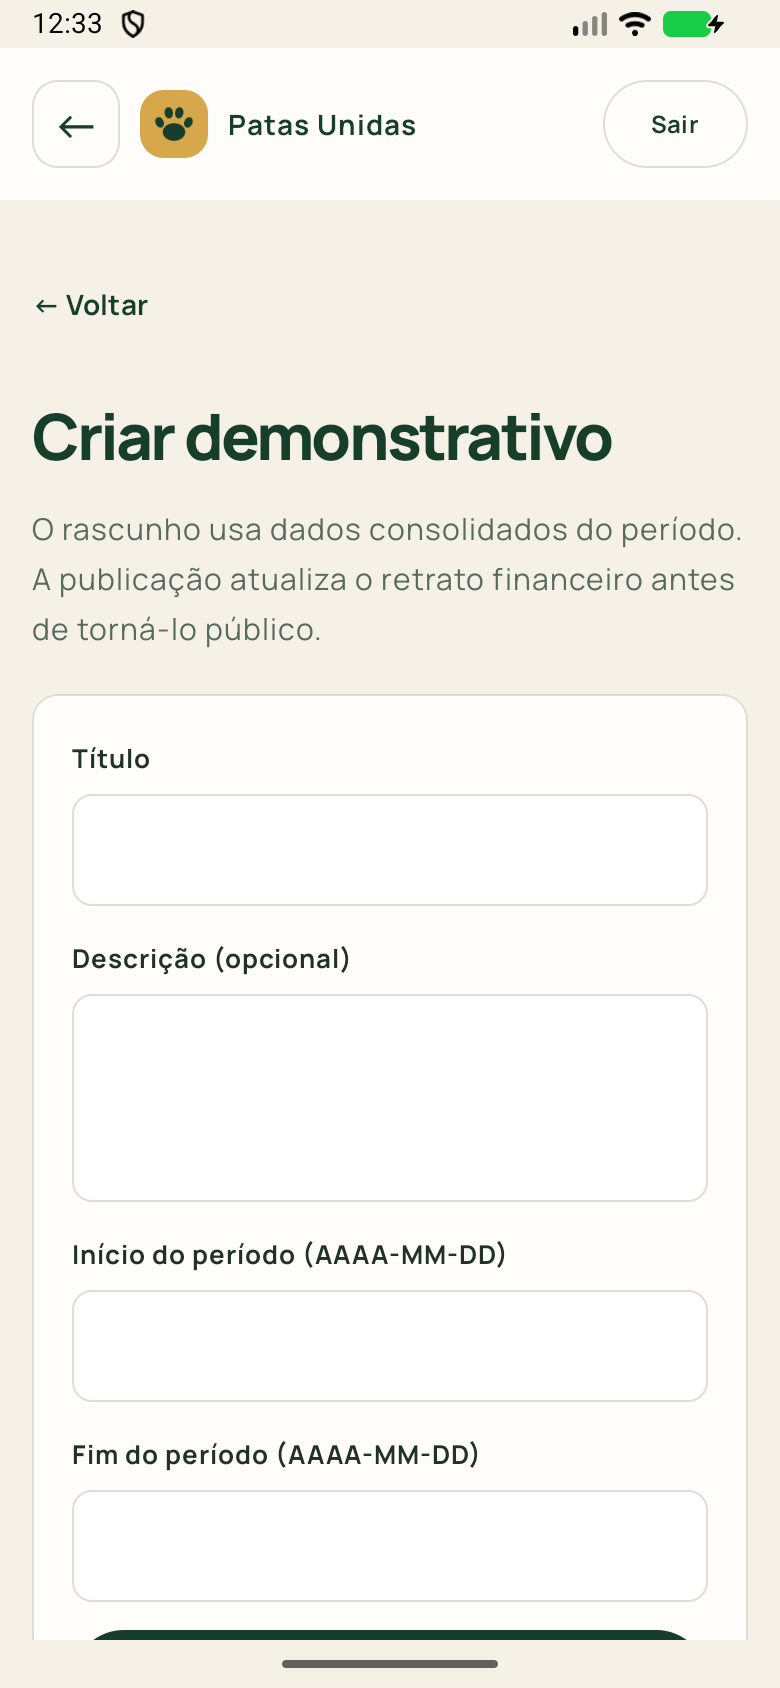 12:33
Patas Unidas
Sair
← Voltar
Criar demonstrativo
O rascunho usa dados consolidados do período.
A publicação atualiza o retrato financeiro antes
de torná-lo público.
Título
Descrição (opcional)
Início do período (AAAA-MM-DD)
Fim do período (AAAA-MM-DD)